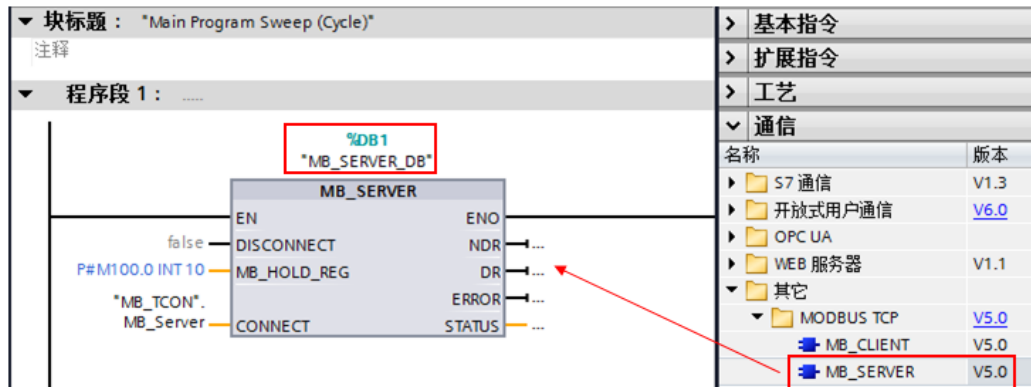 块标题： "Main Program Sweep (Cycle)"
注释
程序段 1： .....
%DB1
"MB_SERVER_DB"
MB_SERVER
EN ENO
false DISCONNECT NDR ...
P#M100.0 INT 10 MB_HOLD_REG DR ...
ERROR ...
"MB_TCON".
MB_Server CONNECT STATUS ...
基本指令
扩展指令
工艺
通信
名称 版本
S7 通信 V1.3
开放式用户通信 V6.0
OPC UA
WEB 服务器 V1.1
其它
MODBUS TCP V5.0
MB_CLIENT V5.0
MB_SERVER V5.0